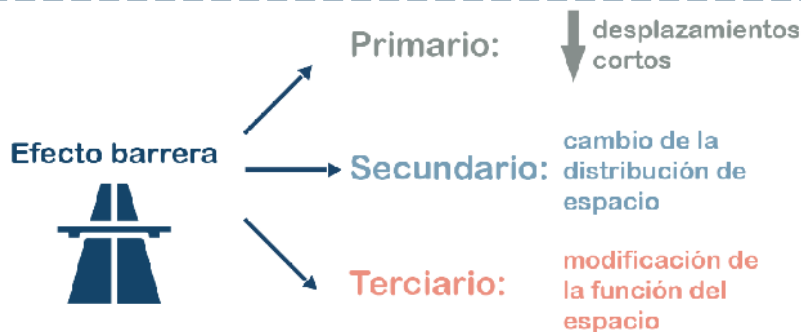 Efecto barrera
Primario:
desplazamientos
cortos
Secundario:
cambio de la
distribución de
espacio
Terciario:
modificación de
la función del
espacio